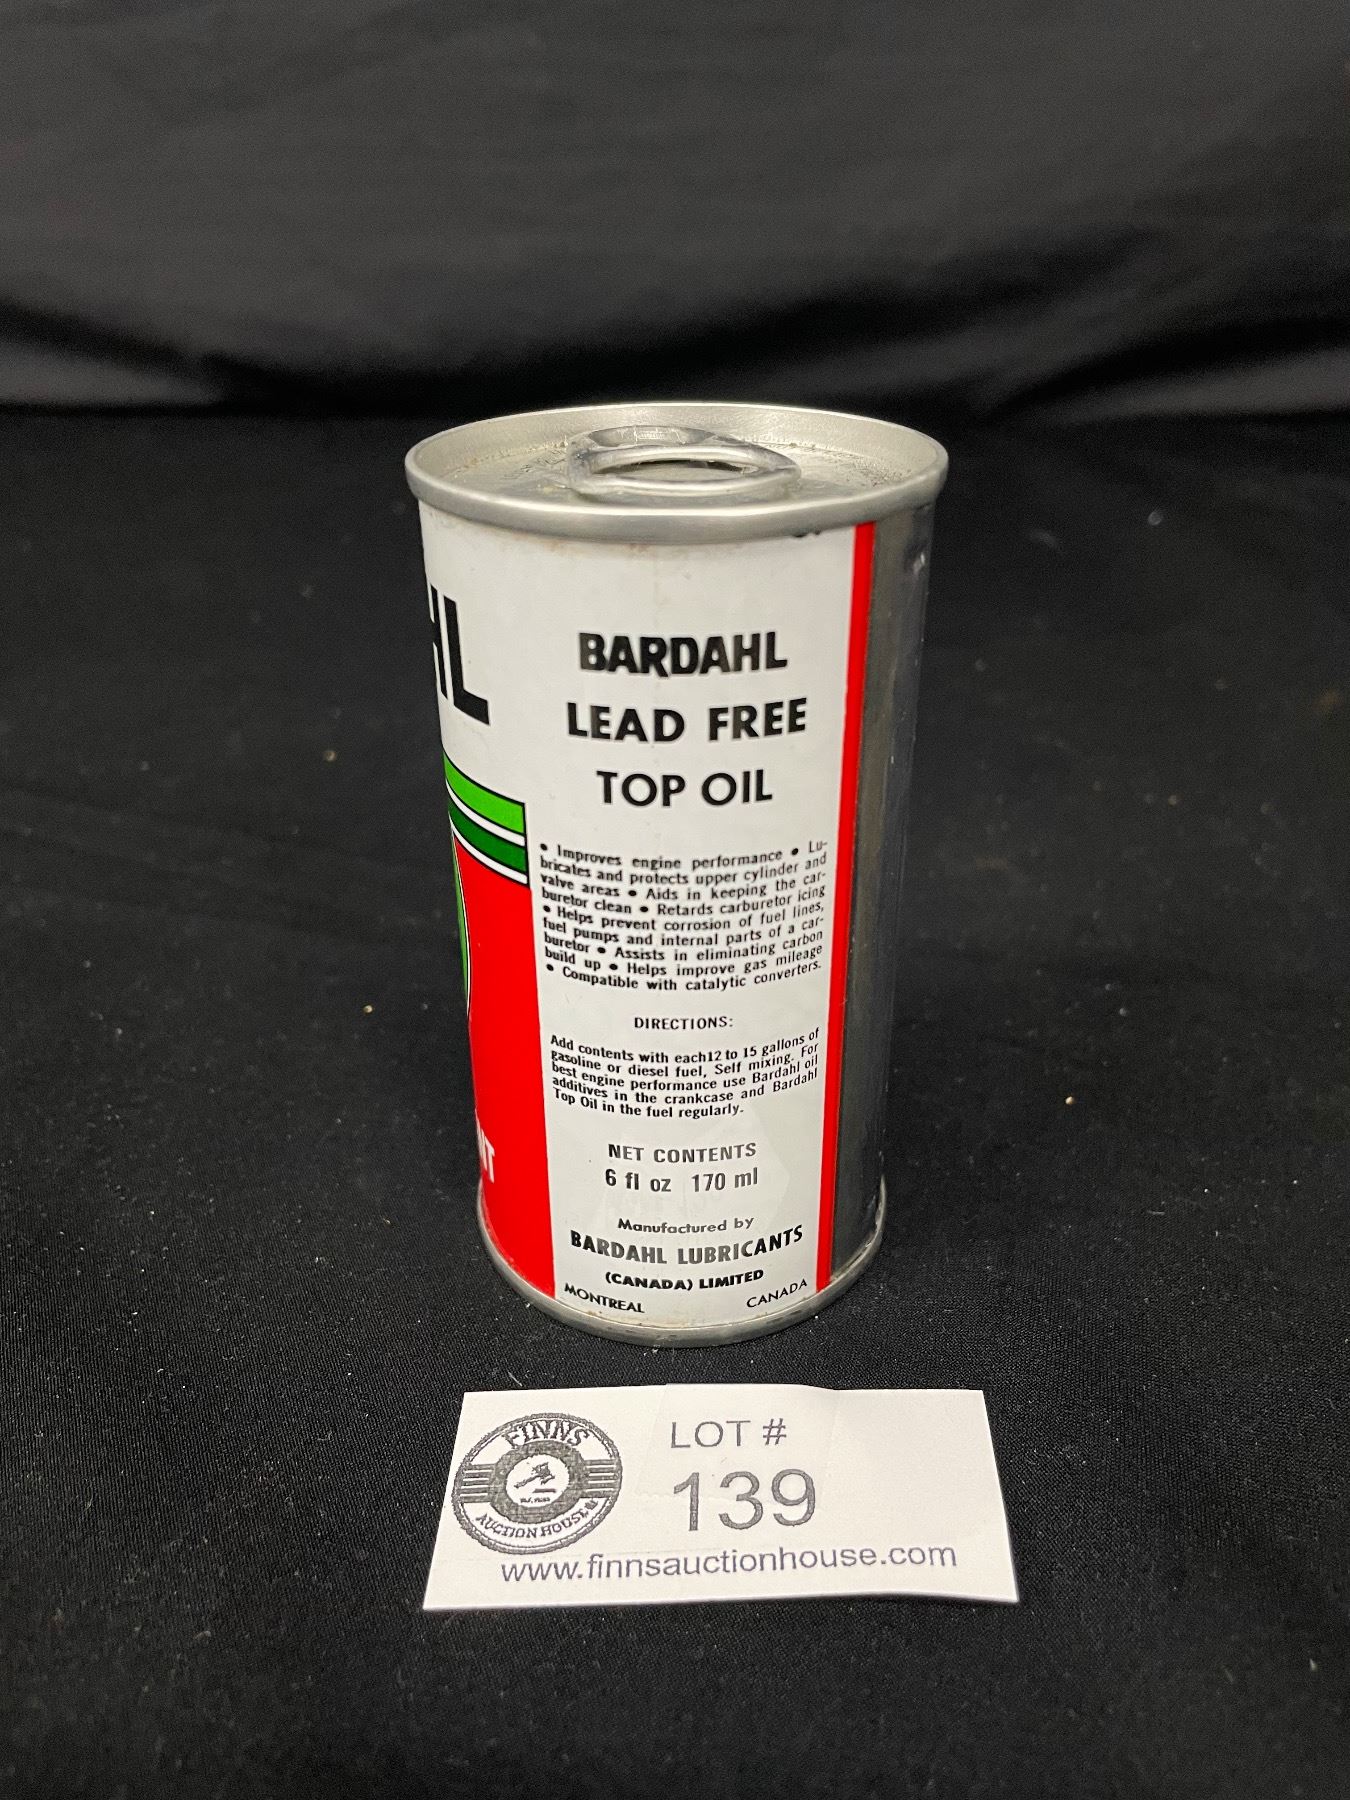 HL
NT
BARDAHL
LEAD FREE
TOP OIL
• Improves engine performance • Lu-
bricates and protects upper cylinder and
valve areas • Aids in keeping the car-
buretor clean • Retards carburetor icing
• Helps prevent corrosion of fuel lines,
fuel pumps and internal parts of a car-
buretor • Assists in eliminating carbon
build up • Helps improve gas mileage
• Compatible with catalytic converters.
DIRECTIONS:
Add contents with each12 to 15 gallons of
gasoline or diesel fuel, Self mixing. For
best engine performance use Bardahl oil
additives in the crankcase and Bardahl
Top Oil in the fuel regularly.
NET CONTENTS
6 fl oz 170 ml
Manufactured by
BARDAHL LUBRICANTS
(CANADA) LIMITED
MONTREAL CANADA
FINNS
AUCTION HOUSE
LOT #
139
www.finnsauctionhouse.com